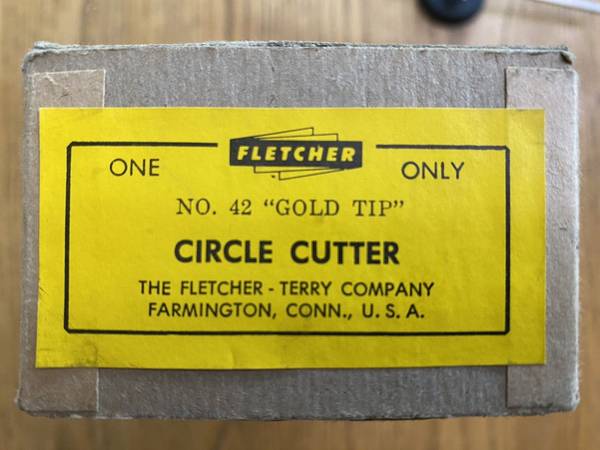 FLETCHER
ONE ONLY
NO. 42 "GOLD TIP"
CIRCLE CUTTER
THE FLETCHER - TERRY COMPANY
FARMINGTON, CONN., U. S. A.